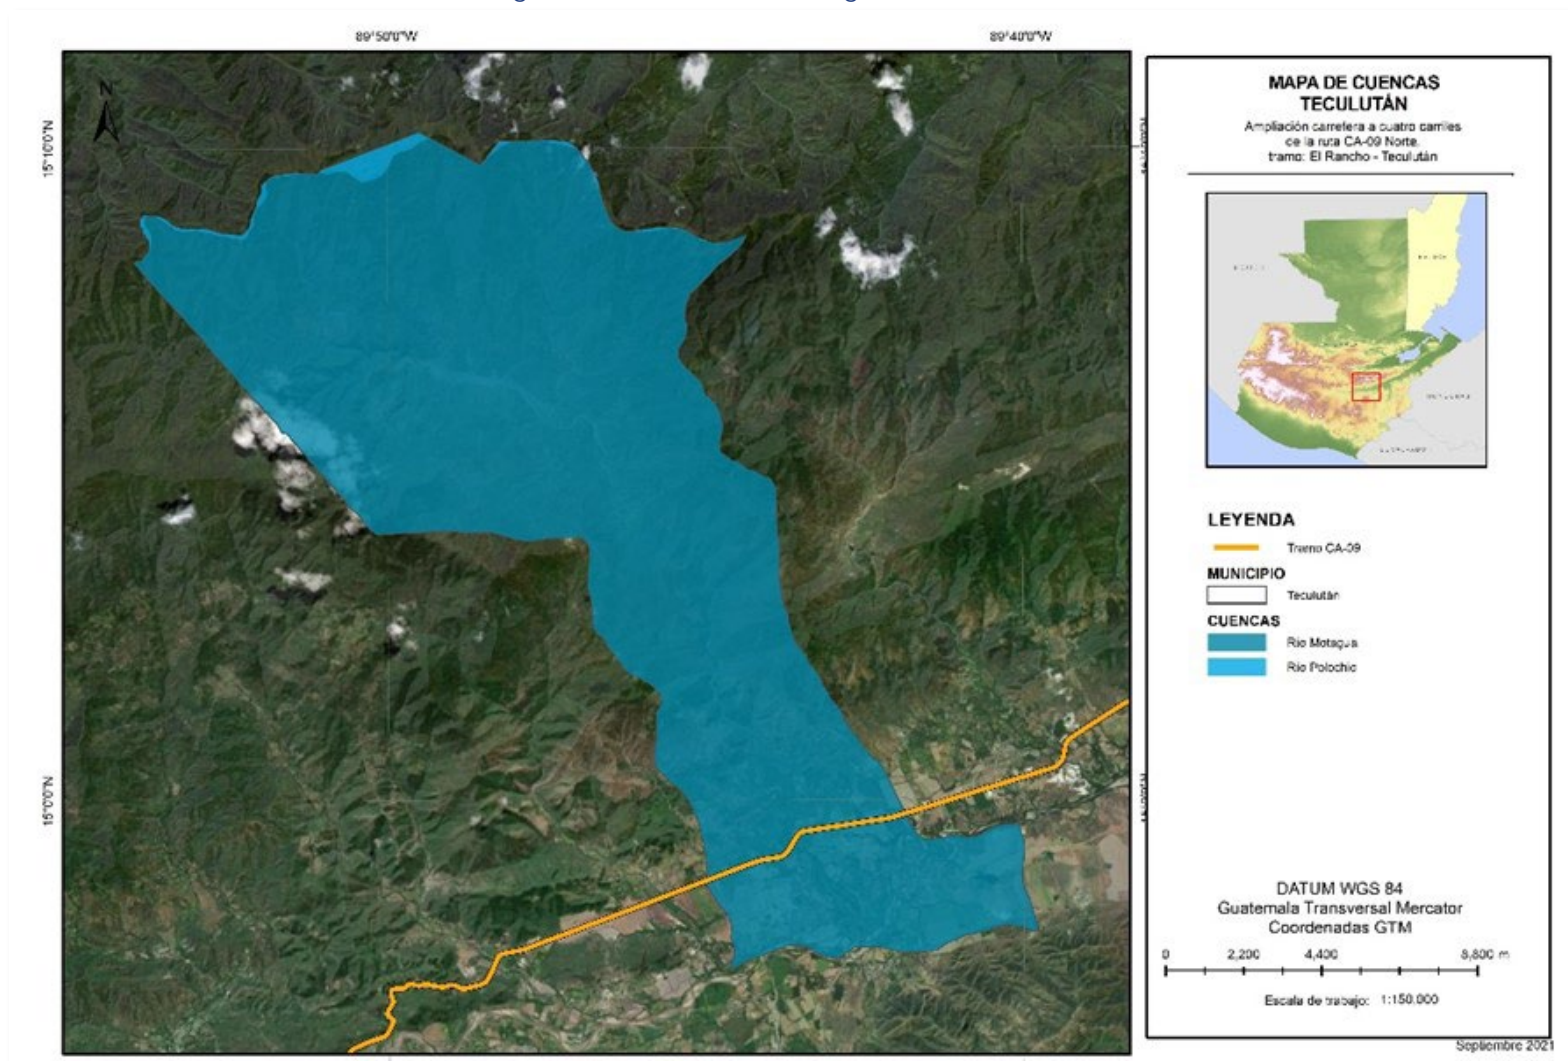 89°50'0"W
89°40'0"W
15°10'0"N
15°0'0"N
N
MAPA DE CUENCAS
TECULUTÁN
Ampliación carretera a cuatro carriles
de la ruta CA-09 Norte,
tramo: El Rancho - Teculután
LEYENDA
Tramo CA-09
MUNICIPIO
Teculután
CUENCAS
Río Motagua
Río Polochic
DATUM WGS 84
Guatemala Transversal Mercator
Coordenadas GTM
0 2,200 4,400 8,800 m
Escala de trabajo: 1:150,000
Septiembre 2021